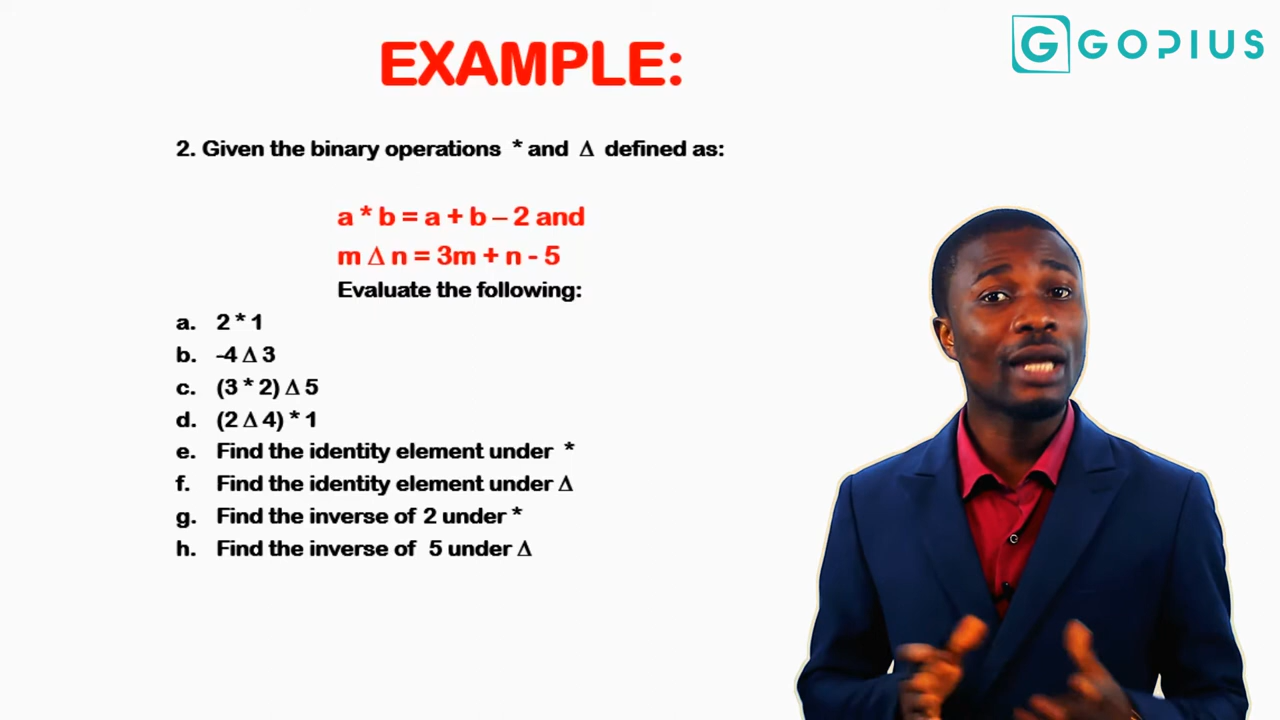 EXAMPLE:
GOPIUS
2. Given the binary operations * and Δ defined as:
a * b = a + b – 2 and
m Δ n = 3m + n - 5
Evaluate the following:
a. 2 * 1
b. -4 Δ 3
c. (3 * 2) Δ 5
d. (2 Δ 4) * 1
e. Find the identity element under *
f. Find the identity element under Δ
g. Find the inverse of 2 under *
h. Find the inverse of 5 under Δ